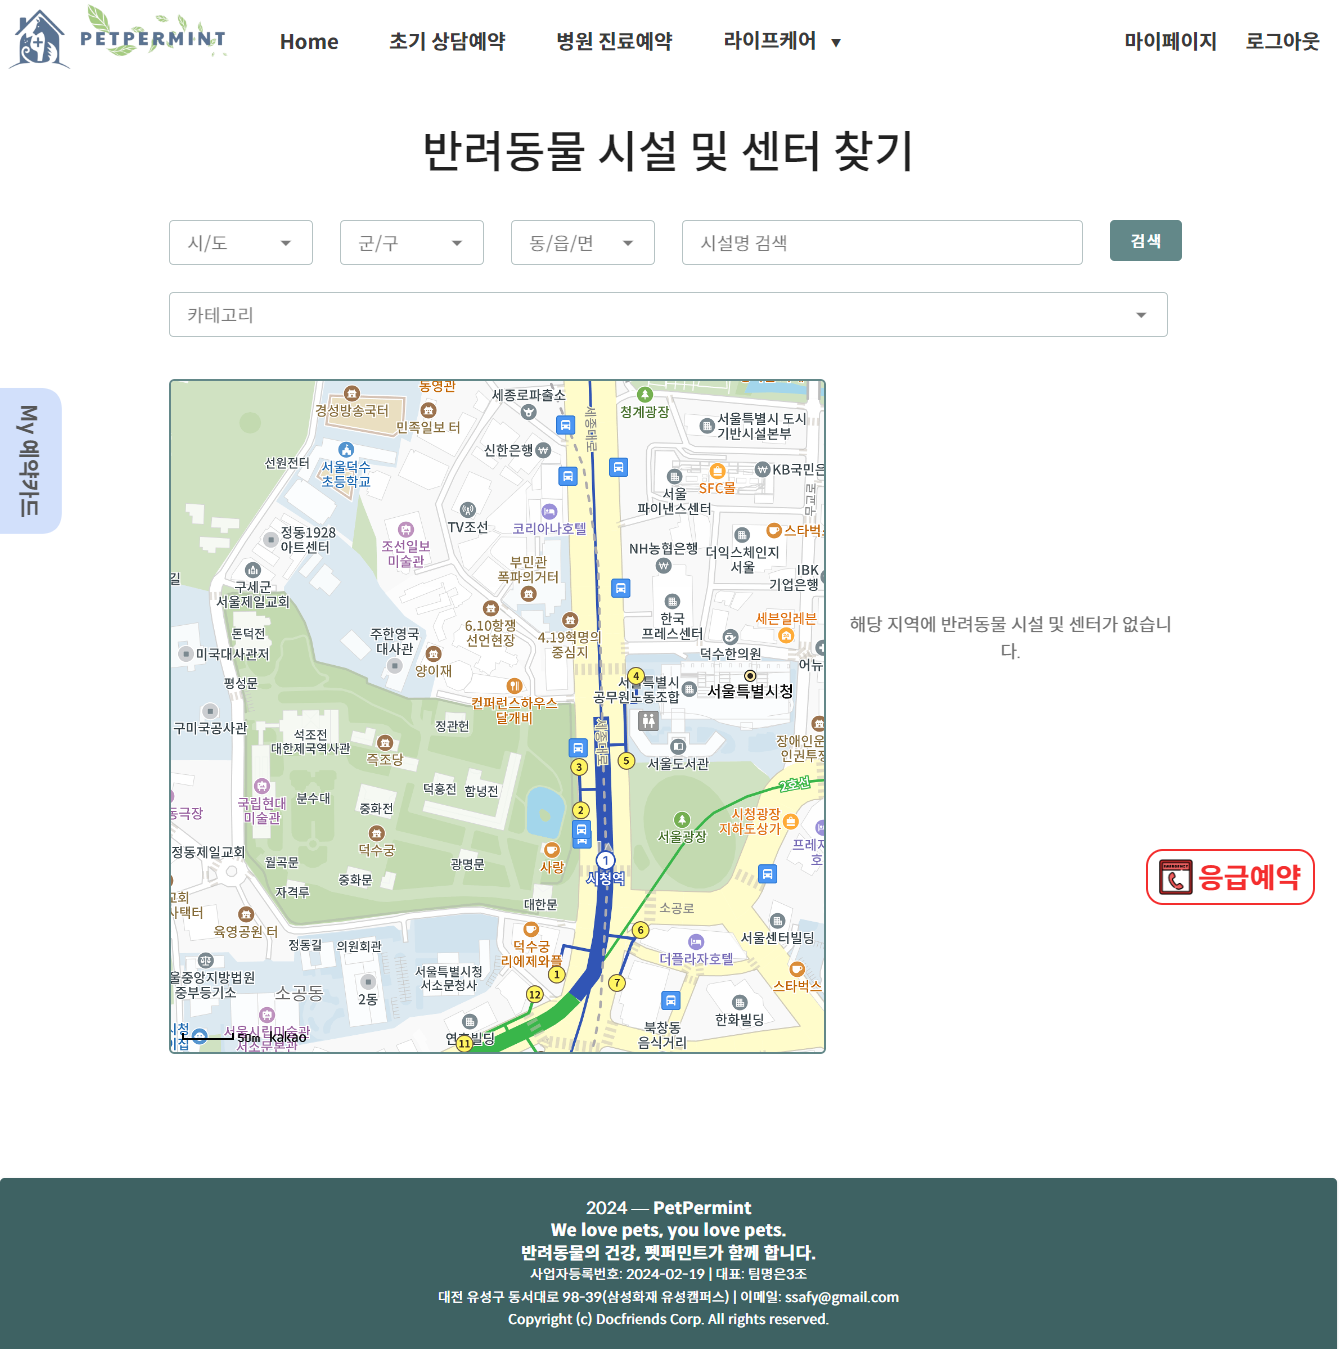 PETPERMINT
Home
초기 상담예약
병원 진료예약
라이프케어 ▼
마이페이지
로그아웃
반려동물 시설 및 센터 찾기
시/도
군/구
동/읍/면
시설명 검색
검색
카테고리
My 예약카드
동영관
세종로파출소
청계광장
경성방송국터
민족일보 터
서울특별시 도시
기반시설본부
세종대로
신한은행
선원전터
서울덕수
초등학교
KB국민은
SFC몰
서울
파이낸스센터
TV조선
코리아나호텔
정동1928
아트센터
조선일보
미술관
스타벅스
NH농협은행
더익스체인지
서울
부민관
폭파의거터
IBK
기업은행
길
구세군
서울제일교회
한국
프레스센터
세븐일레븐
6.10항쟁
선언현장
4.19혁명의
중심지
돈덕전
주한영국
대사관
미국대사관저
양이재
덕수한의원
어뉴
평성문
서울특별시
공무원노동조합
서울특별시청
컨퍼런스하우스
달개비
구미국공사관
정관헌
석조전
대한제국역사관
즉조당
세종대로
서울도서관
장애인운
인권투쟁
4
3
5
2호선
덕홍전
함녕전
국립현대
미술관
분수대
중화전
동극장
2
서울광장
시청광장
지하도상가
덕수궁
정동제일교회
월곡문
광명문
사랑
1
시청역
프레지
호
중화문
자격루
대한문
소공로
육영공원 터
정동길
의원회관
덕수궁
리에제와플
6
서울센터빌딩
더플라자호텔
울중앙지방법원
중부등기소
소공동
2동
서울특별시청
서소문청사
1
7
12
스타벅스
한화빌딩
북창동
음식거리
서울시립미술관
서소문본관
50m kakao
11
해당 지역에 반려동물 시설 및 센터가 없습니
다.
응급예약
2024 — PetPermint
We love pets, you love pets.
반려동물의 건강, 펫퍼민트가 함께 합니다.
사업자등록번호: 2024-02-19 | 대표: 팀명은3조
대전 유성구 동서대로 98-39(삼성화재 유성캠퍼스) | 이메일: ssafy@gmail.com
Copyright (c) Docfriends Corp. All rights reserved.